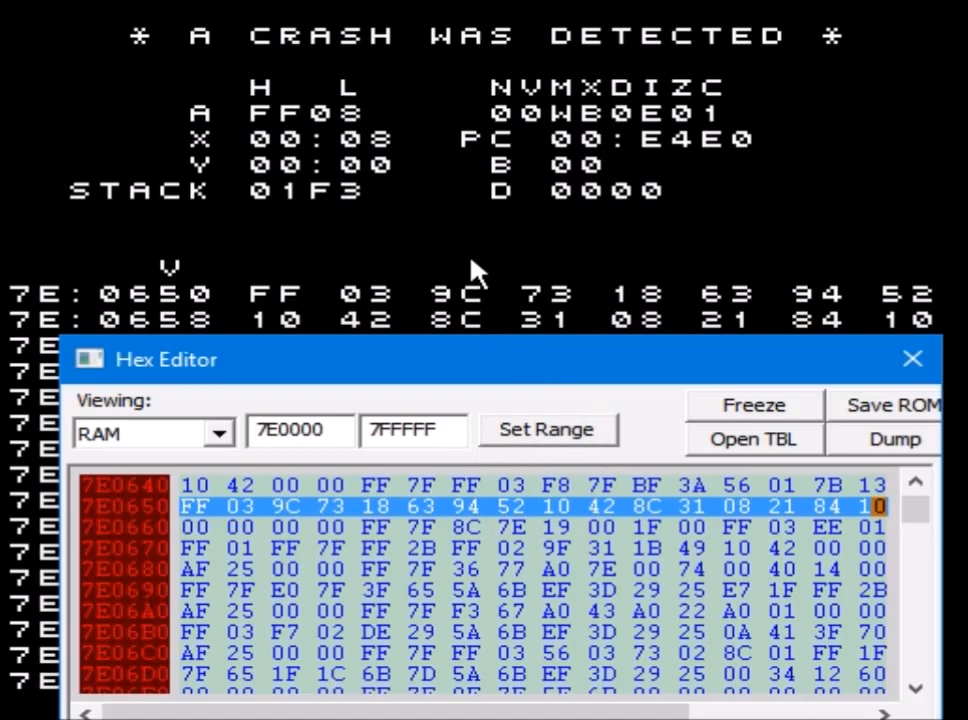 * A CRASH WAS DETECTED *
H L NVMXDIZC
A FF08 00WB0E01
X 00:08 PC 00:E4E0
Y 00:00 B 00
STACK 01F3 D 0000
V
7E:0650 FF 03 9C 73 18 63 94 52
7E:0658 10 42 8C 31 08 21 84 10
7E
Hex Editor
7E
Viewing:
7E
Freeze Save ROM
RAM 7E0000 7FFFFF Set Range
7E
Open TBL Dump
7E
7E0640 10 42 00 00 FF 7F FF 03 F8 7F BF 3A 56 01 7B 13
7E0650 FF 03 9C 73 18 63 94 52 10 42 8C 31 08 21 84 10
7E0660 00 00 00 00 FF 7F 8C 7E 19 00 1F 00 FF 03 EE 01
7E0670 FF 01 FF 7F FF 2B FF 02 9F 31 1B 49 10 42 00 00
7E0680 AF 25 00 00 FF 7F 36 77 A0 7E 00 74 00 40 14 00
7E0690 FF 7F E0 7F 3F 65 5A 6B EF 3D 29 25 E7 1F FF 2B
7E06A0 AF 25 00 00 FF 7F F3 67 A0 43 A0 22 A0 01 00 00
7E06B0 FF 03 F7 02 DE 29 5A 6B EF 3D 29 25 0A 41 3F 70
7E06C0 AF 25 00 00 FF 7F FF 03 56 03 73 02 8C 01 FF 1F
7E06D0 7F 65 1F 1C 6B 7D 5A 6B EF 3D 29 25 00 34 12 60